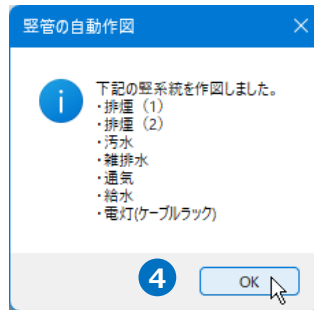 竪管の自動作図
下記の竪系統を作図しました。
・排煙（1）
・排煙（2）
・汚水
・雑排水
・通気
・給水
・電灯(ケーブルラック)
4
OK